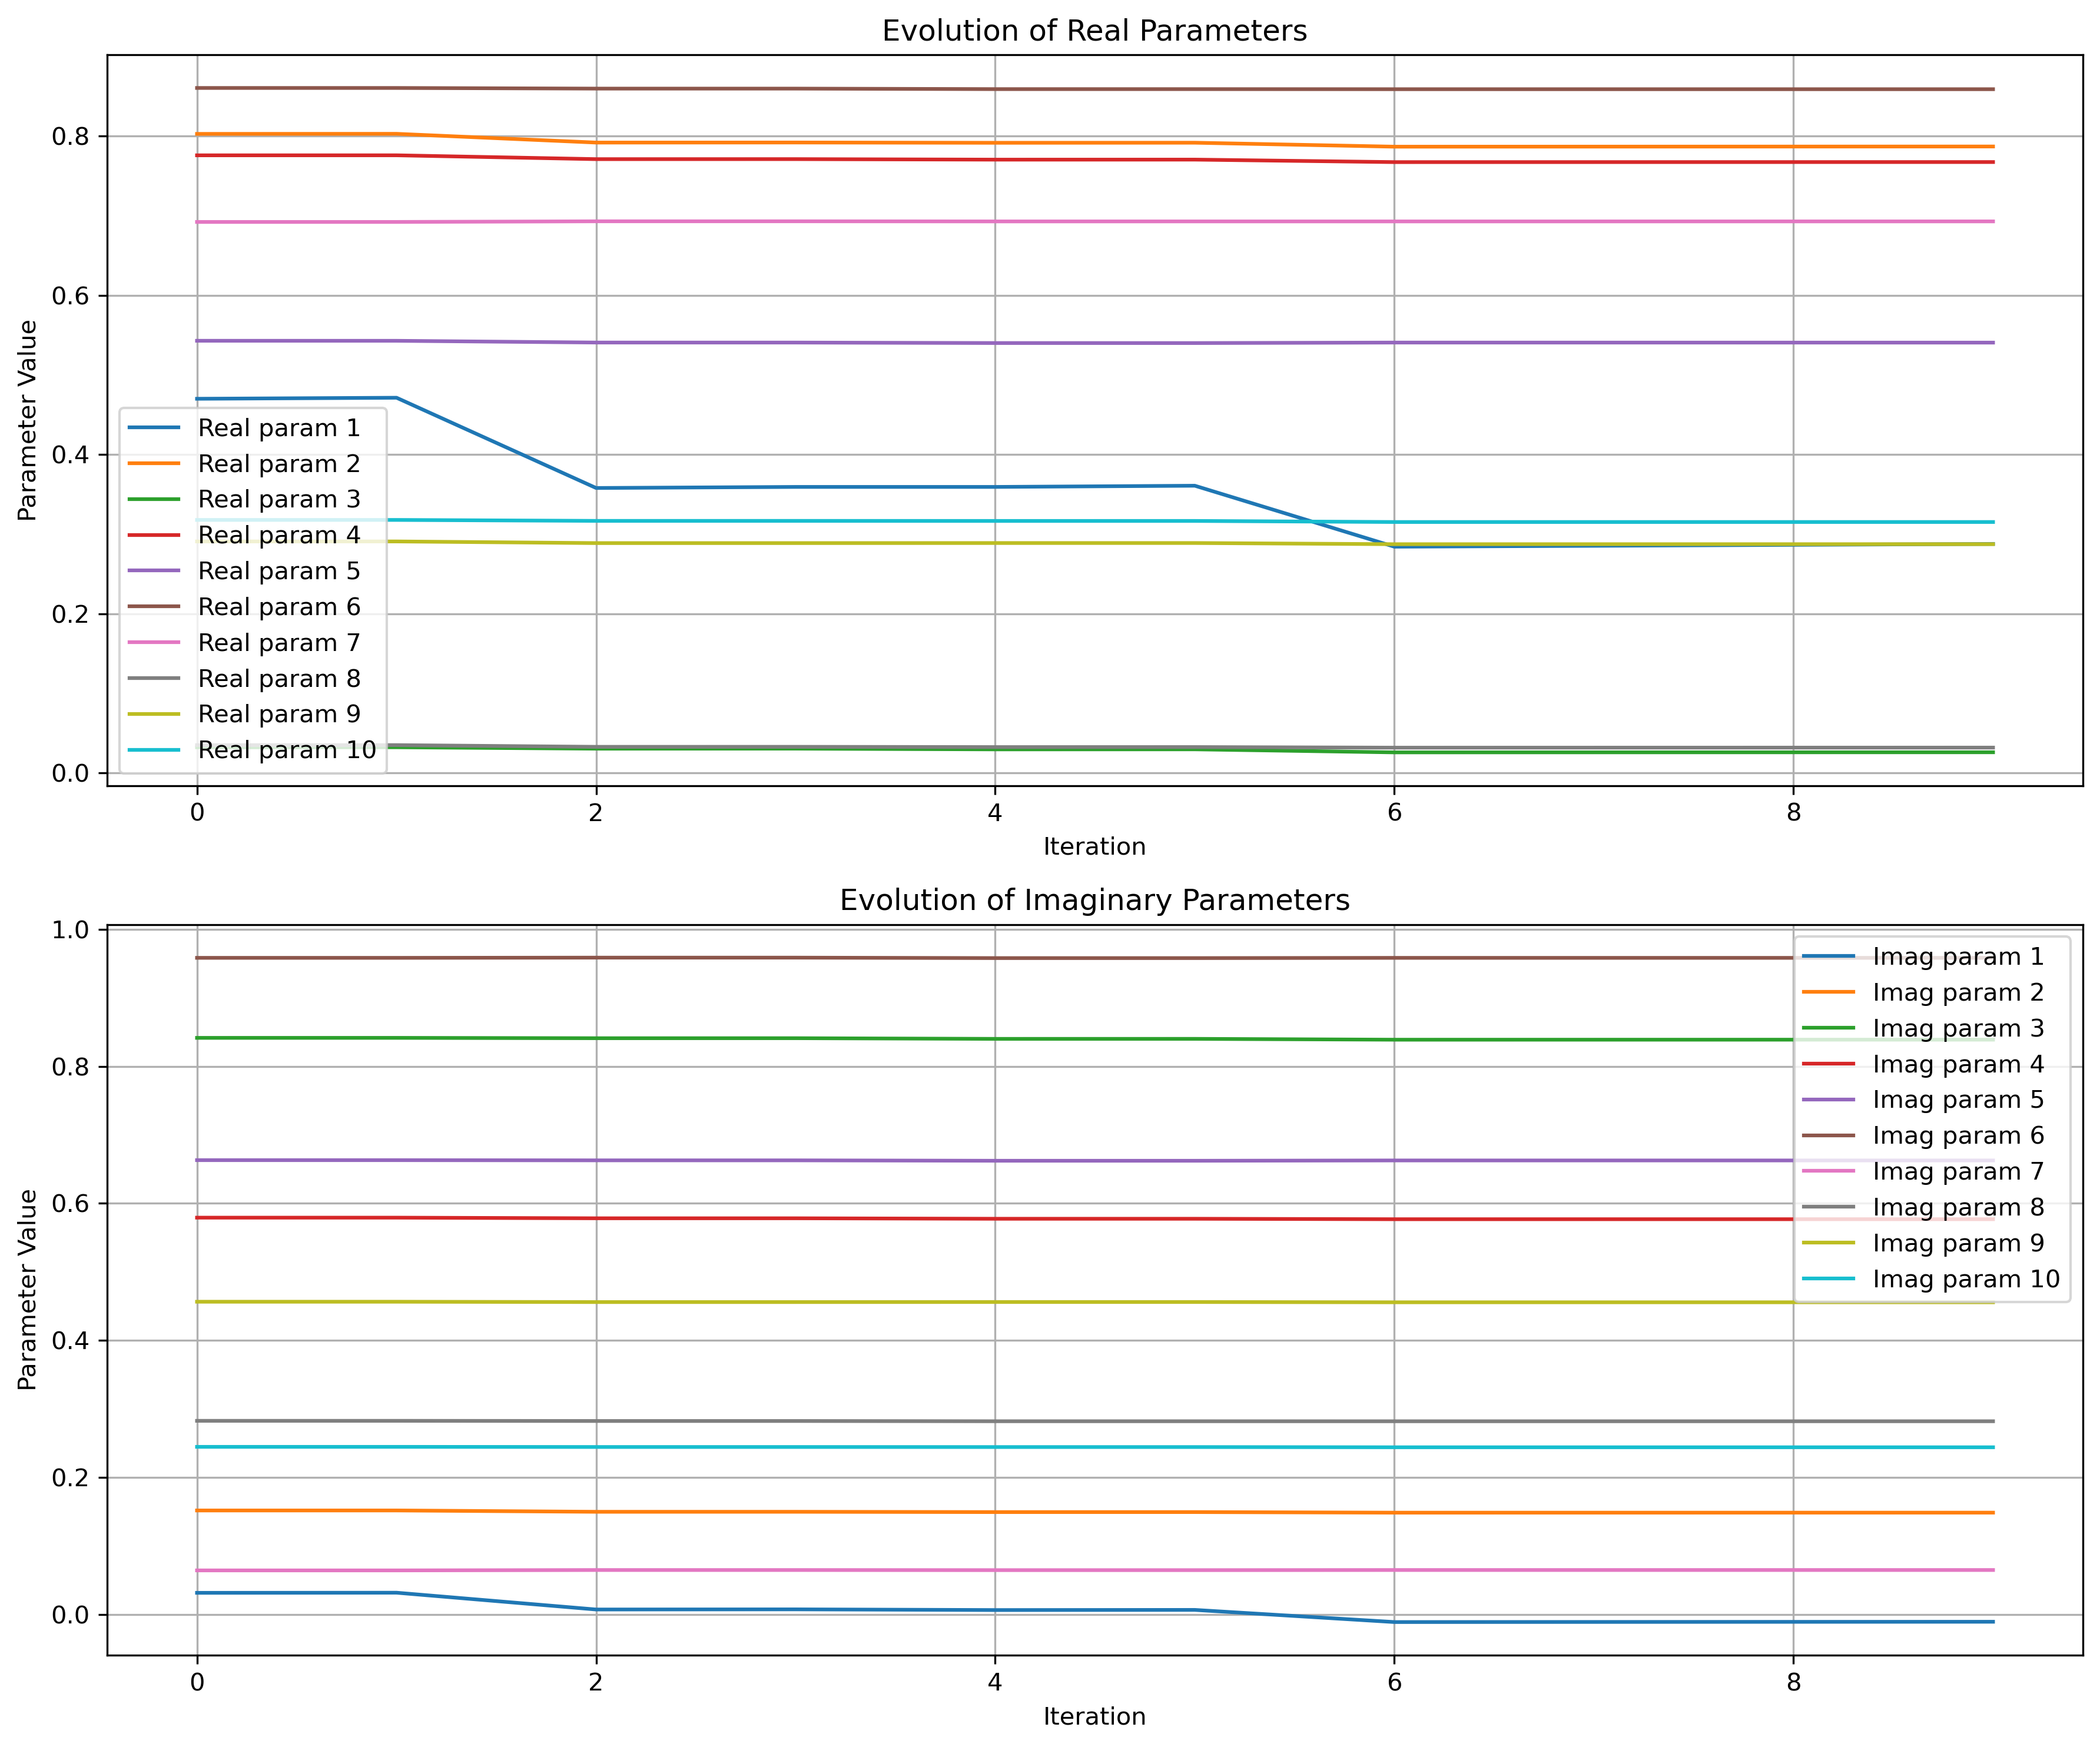 Evolution of Real Parameters
Parameter Value
0.8
0.6
0.4
0.2
0.0
Real param 1
Real param 2
Real param 3
Real param 4
Real param 5
Real param 6
Real param 7
Real param 8
Real param 9
Real param 10
0 2 4 6 8
Iteration
Evolution of Imaginary Parameters
Parameter Value
1.0
0.8
0.6
0.4
0.2
0.0
Imag param 1
Imag param 2
Imag param 3
Imag param 4
Imag param 5
Imag param 6
Imag param 7
Imag param 8
Imag param 9
Imag param 10
0 2 4 6 8
Iteration